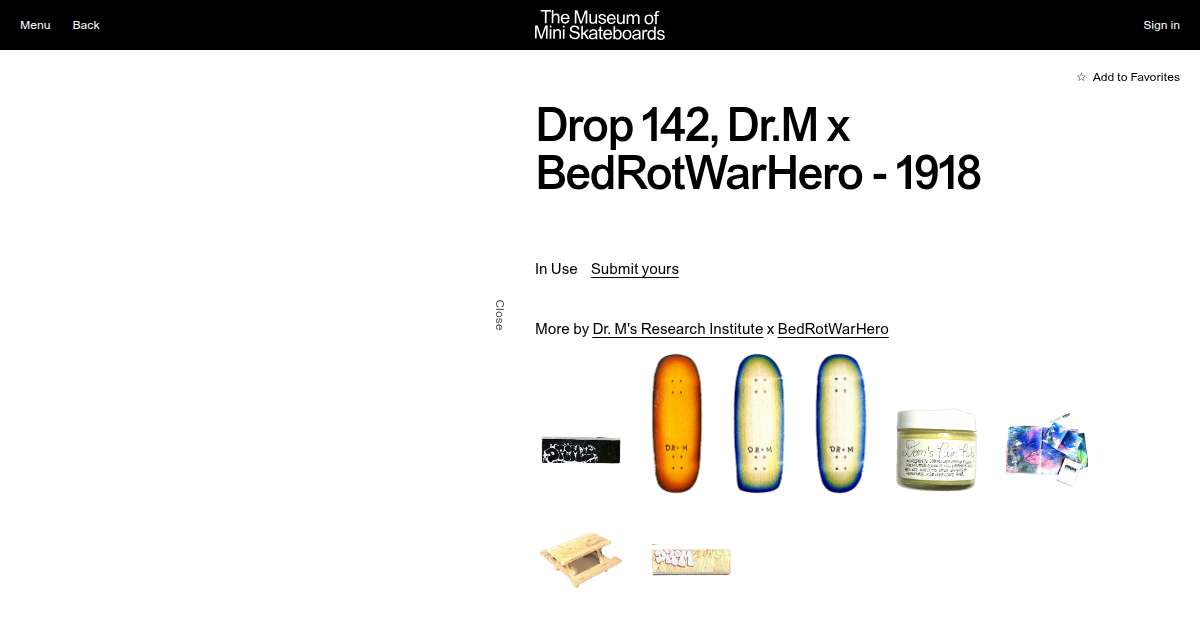 Menu
Back
The Museum of
Mini Skateboards
Sign in
☆ Add to Favorites
Drop 142, Dr.M x
BedRotWarHero - 1918
In Use
Submit yours
Close
More by Dr. M's Research Institute x BedRotWarHero
DR•M
DR•M
DR•M